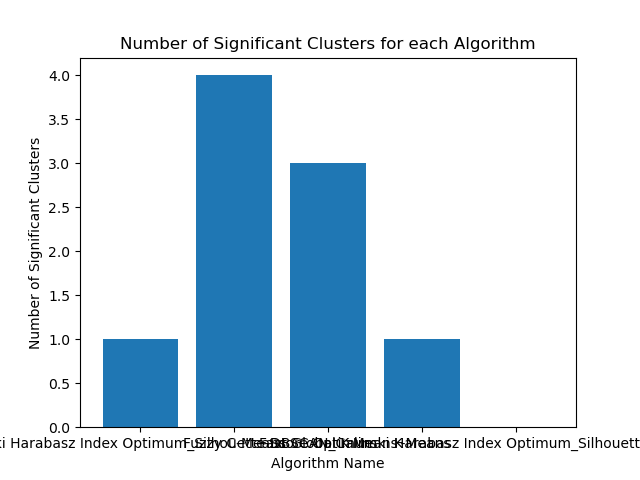 Number of Significant Clusters for each Algorithm
4.0
3.5
3.0
2.5
2.0
1.5
1.0
0.5
0.0
Number of Significant Clusters
Harabasz Index Optimum
Harabasz Index Optimum_Silhouett
Algorithm Name